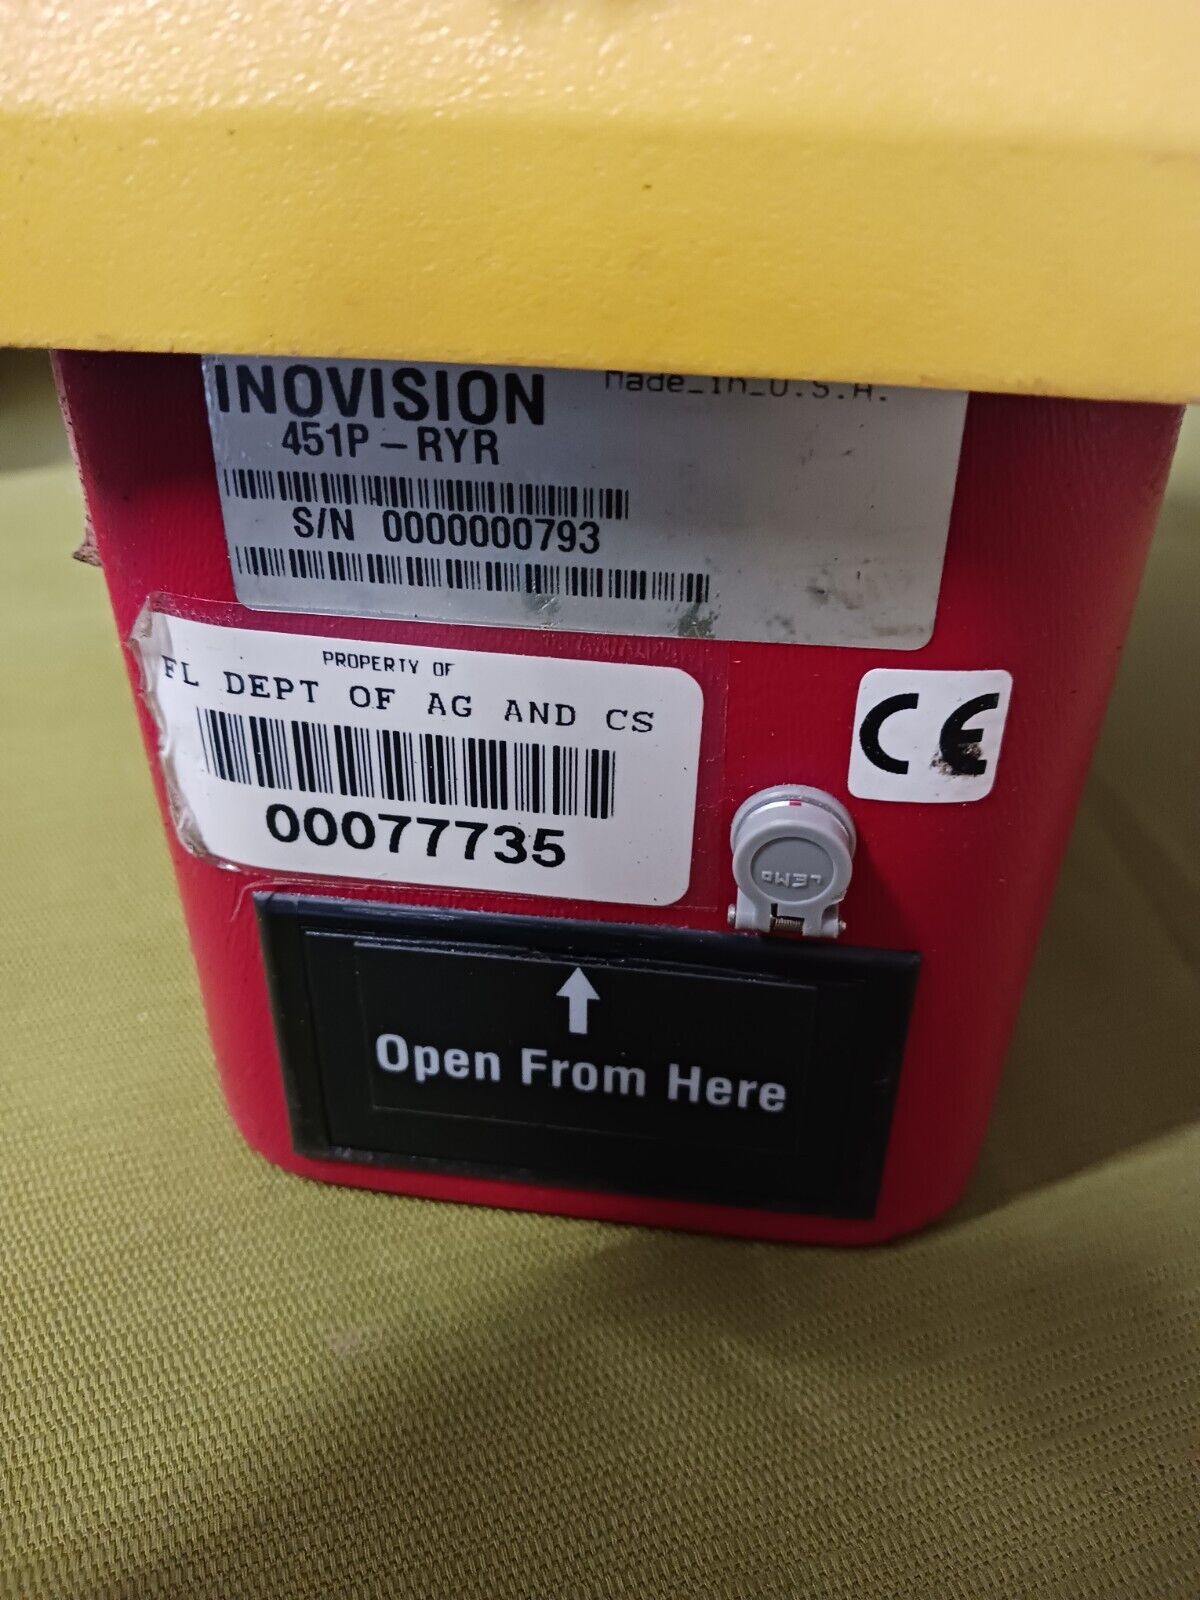 INOVISION
Made_in_U.S.A.
451P-RYR
S/N 0000000793
PROPERTY OF
FL DEPT OF AG AND CS
00077735
CE
LEMO
Open From Here